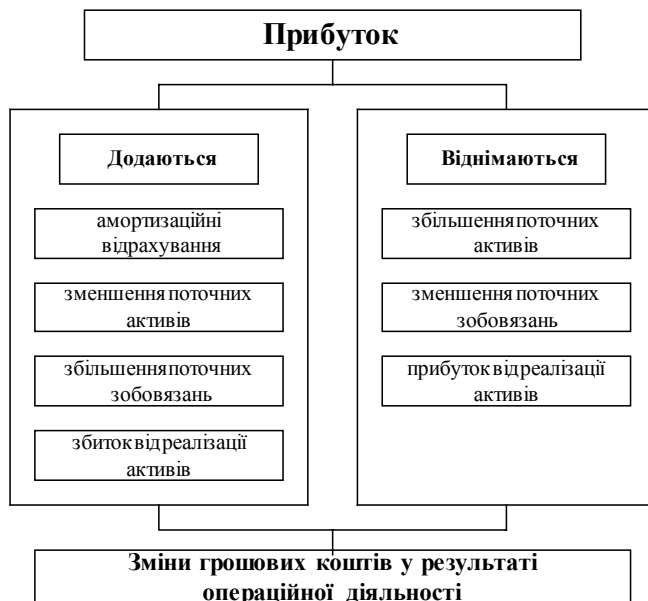 Прибуток
Додаються
амортизаційні
відрахування
зменшення поточних
активів
збільшення поточних
зобовязань
збиток від реалізації
активів
Віднімаються
збільшення поточних
активів
зменшення поточних
зобовязань
прибуток від реалізації
активів
Зміни грошових коштів у результаті
операційної діяльності